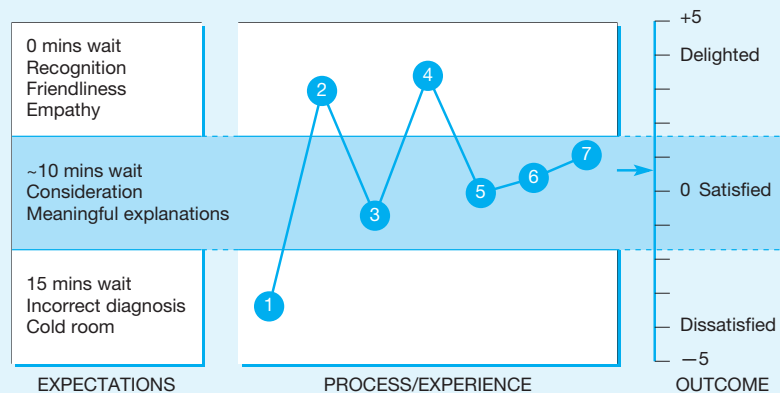 0 mins wait
Recognition
Friendliness
Empathy
~10 mins wait
Consideration
Meaningful explanations
15 mins wait
Incorrect diagnosis
Cold room
1
2
3
4
5
6
7
+5
Delighted
0 Satisfied
Dissatisfied
—5
EXPECTATIONS
PROCESS/EXPERIENCE
OUTCOME